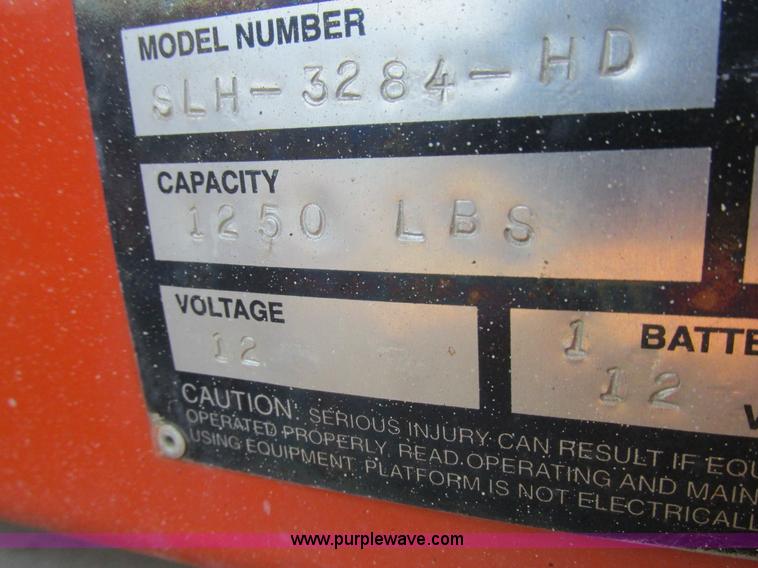 MODEL NUMBER
SLH-3284-HD
CAPACITY
1250 LBS
VOLTAGE
12
1 BATTE
12
CAUTION: SERIOUS INJURY CAN RESULT IF EQU
OPERATED PROPERLY. READ OPERATING AND MAIN
USING EQUIPMENT. PLATFORM IS NOT ELECTRICALL
www.purplewave.com